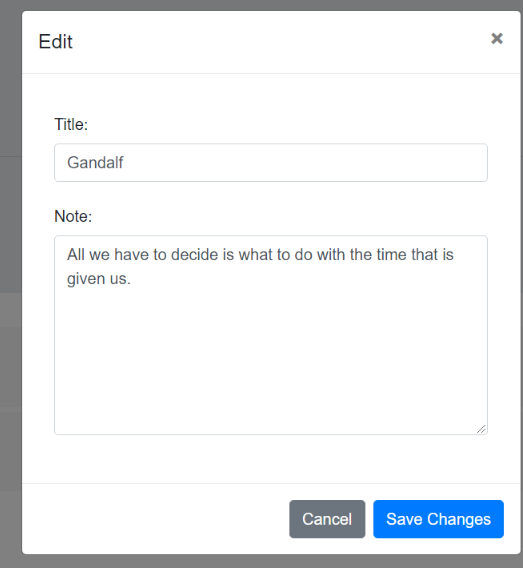 Edit
×
Title:
Gandalf
Note:
All we have to decide is what to do with the time that is
given us.
Cancel
Save Changes